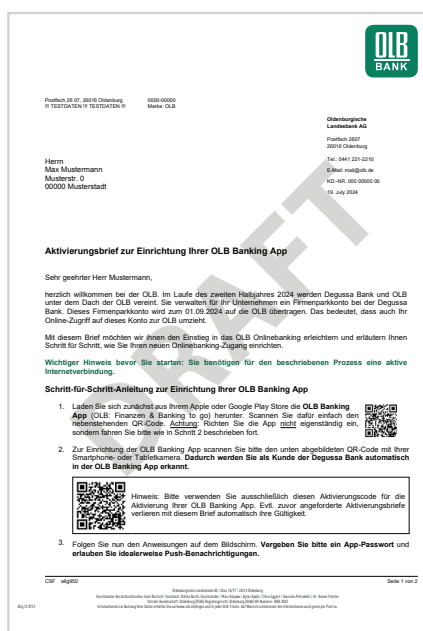 OLB
BANK
Postfach 26 07, 26016 Oldenburg 0000-00000
!!! TESTDATEN !!! TESTDATEN !!! Marke: OLB
Oldenburgische
Landesbank AG
Postfach 2607
26016 Oldenburg
Tel.: 0441 221-2210
E-Mail: mail@olb.de
KD.-NR. 000 00000 00
19. July 2024
Herrn
Max Mustermann
Musterstr. 0
00000 Musterstadt
DRAFT
Aktivierungsbrief zur Einrichtung Ihrer OLB Banking App
Sehr geehrter Herr Mustermann,
herzlich willkommen bei der OLB. Im Laufe des zweiten Halbjahres 2024 werden Degussa Bank und OLB
unter dem Dach der OLB vereint. Sie verwalten für ihr Unternehmen ein Firmenparkkonto bei der Degussa
Bank. Dieses Firmenparkkonto wird zum 01.09.2024 auf die OLB übertragen. Das bedeutet, dass auch Ihr
Online-Zugriff auf dieses Konto zur OLB umzieht.
Mit diesem Brief möchten wir ihnen den Einstieg in das OLB Onlinebanking erleichtern und erläutern Ihnen
Schritt für Schritt, wie Sie Ihren neuen Onlinebanking-Zugang einrichten.
Wichtiger Hinweis bevor Sie starten: Sie benötigen für den beschriebenen Prozess eine aktive
Internetverbindung.
Schritt-für-Schritt-Anleitung zur Einrichtung Ihrer OLB Banking App
1. Laden Sie sich zunächst aus Ihrem Apple oder Google Play Store die OLB Banking
App (OLB: Finanzen & Banking to go) herunter. Scannen Sie dafür einfach den
nebenstehenden QR-Code. Achtung: Richten Sie die App nicht eigenständig ein,
sondern fahren Sie bitte wie in Schritt 2 beschrieben fort.
2. Zur Einrichtung der OLB Banking App scannen Sie bitte den unten abgebildeten QR-Code mit Ihrer
Smartphone- oder Tabletkamera. Dadurch werden Sie als Kunde der Degussa Bank automatisch
in der OLB Banking App erkannt.
Hinweis: Bitte verwenden Sie ausschließlich diesen Aktivierungscode für die
Aktivierung Ihrer OLB Banking App. Evtl. zuvor angeforderte Aktivierungsbriefe
verlieren mit diesem Brief automatisch ihre Gültigkeit.
3. Folgen Sie nun den Anweisungen auf dem Bildschirm. Vergeben Sie bitte ein App-Passwort und
erlauben Sie idealerweise Push-Benachrichtigungen.
CSF allg950 Seite 1 von 2